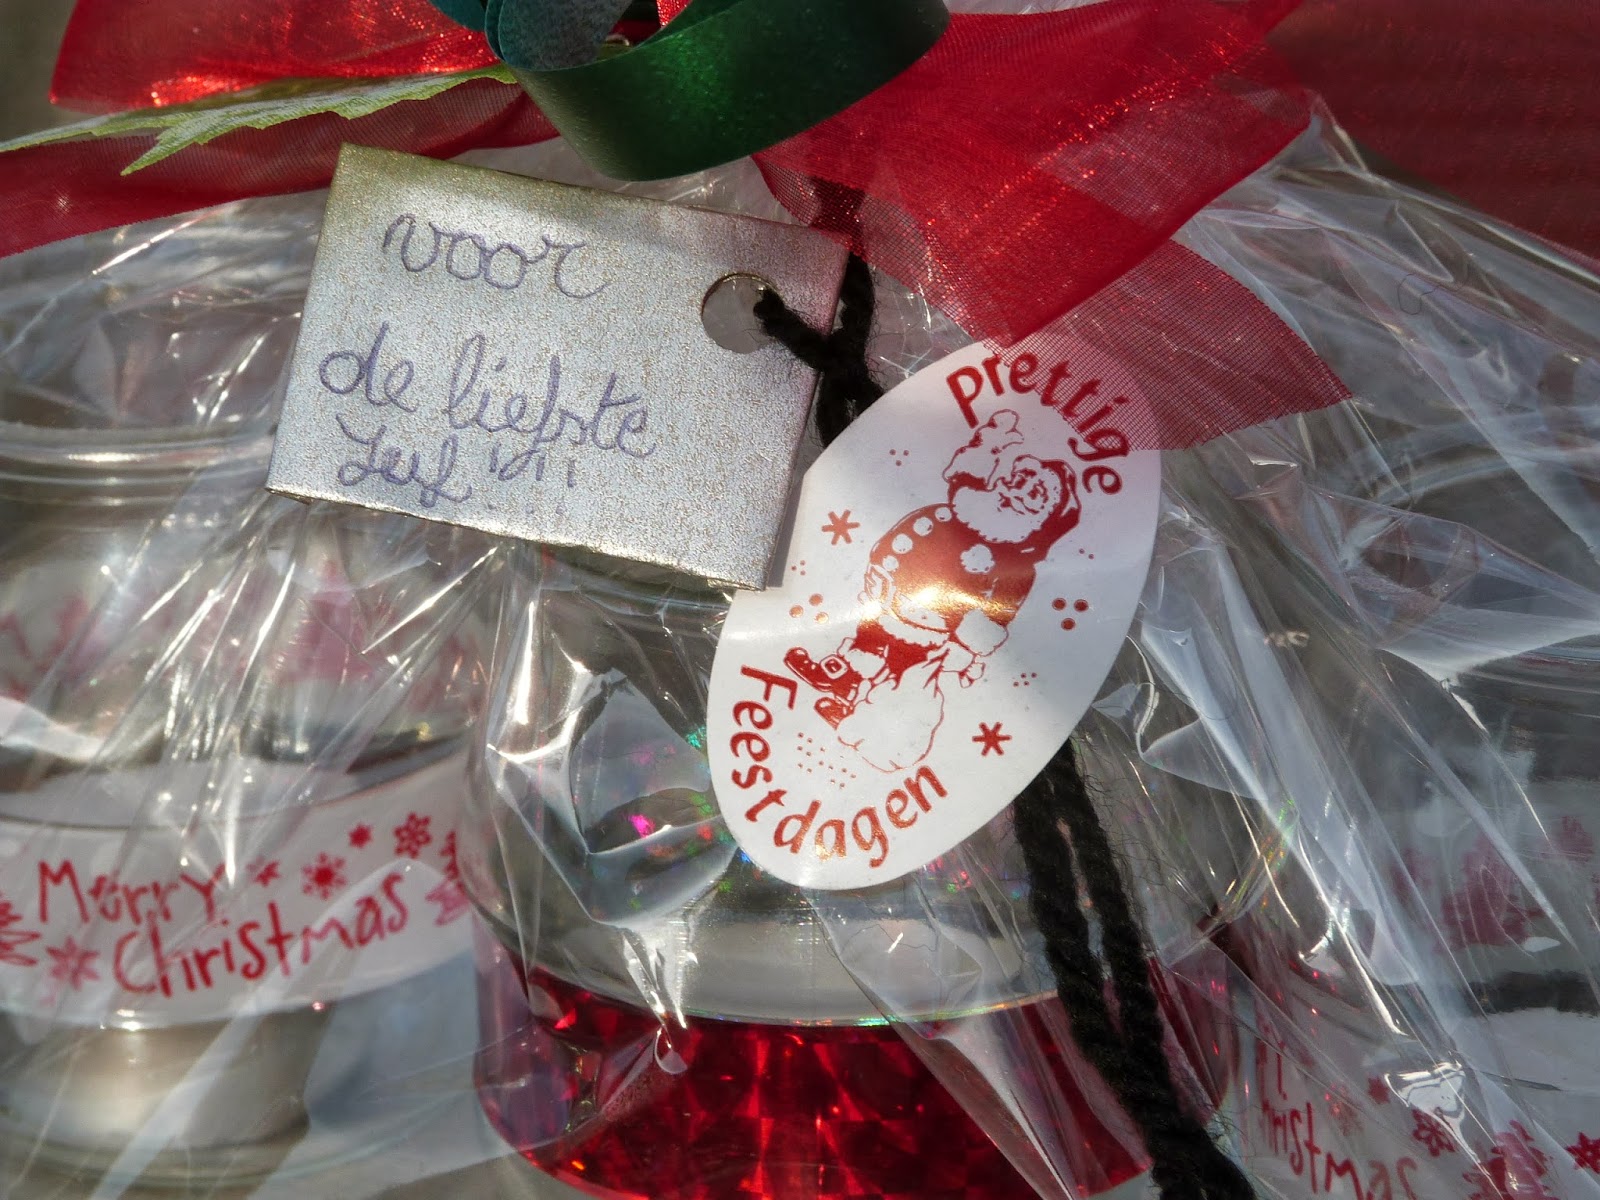 voor
de liefste
Juf !!!
Prettige
Feestdagen
Merry
Christmas
Christmas